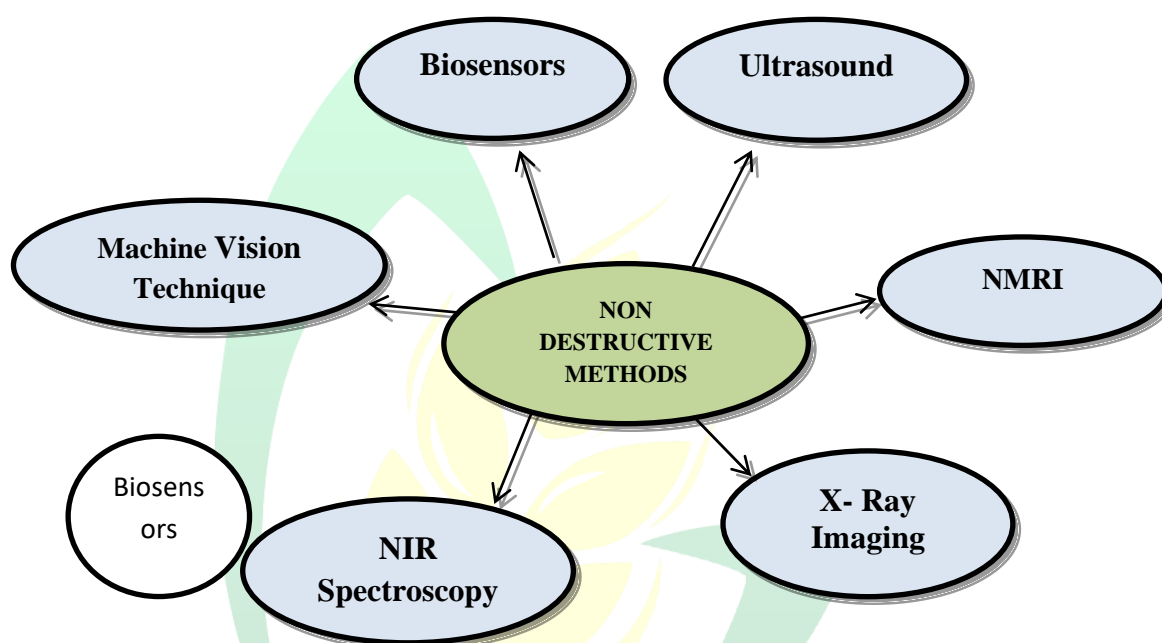 Biosensors
Ultrasound
Machine Vision
Technique
NMRI
NON
DESTRUCTIVE
METHODS
Biosens
ors
NIR
Spectroscopy
X- Ray
Imaging